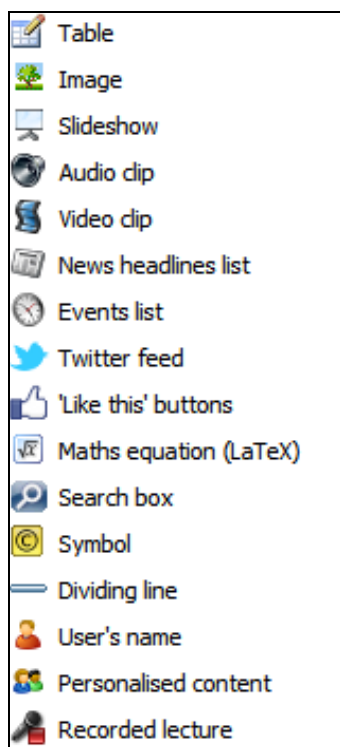 Table
Image
Slideshow
Audio clip
Video clip
News headlines list
Events list
Twitter feed
'Like this' buttons
Maths equation (LaTeX)
Search box
Symbol
Dividing line
User's name
Personalised content
Recorded lecture